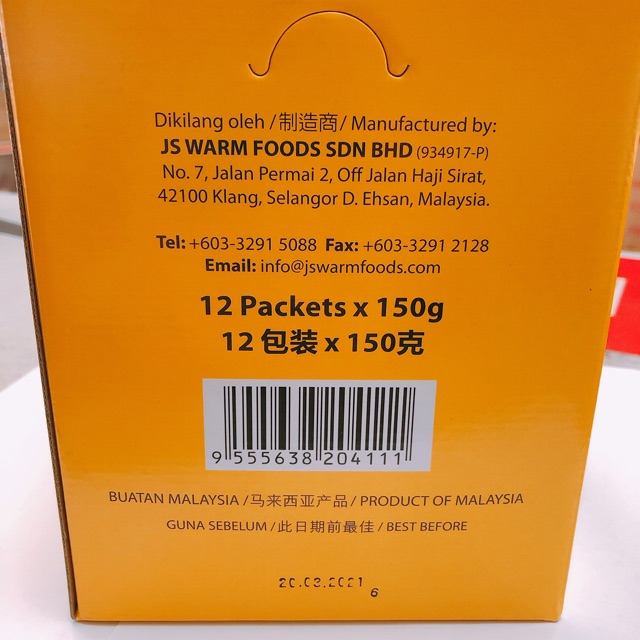 Dikilang oleh / 制造商 / Manufactured by:
JS WARM FOODS SDN BHD (934917-P)
No. 7, Jalan Permai 2, Off Jalan Haji Sirat,
42100 Klang, Selangor D. Ehsan, Malaysia.
Tel: +603-3291 5088 Fax: +603-3291 2128
Email: info@jswarmfoods.com
12 Packets x 150g
12 包装 x 150克
9 555638 204111
BUATAN MALAYSIA / 马来西亚产品 / PRODUCT OF MALAYSIA
GUNA SEBELUM / 此日期前最佳 / BEST BEFORE
20.03.2021 6